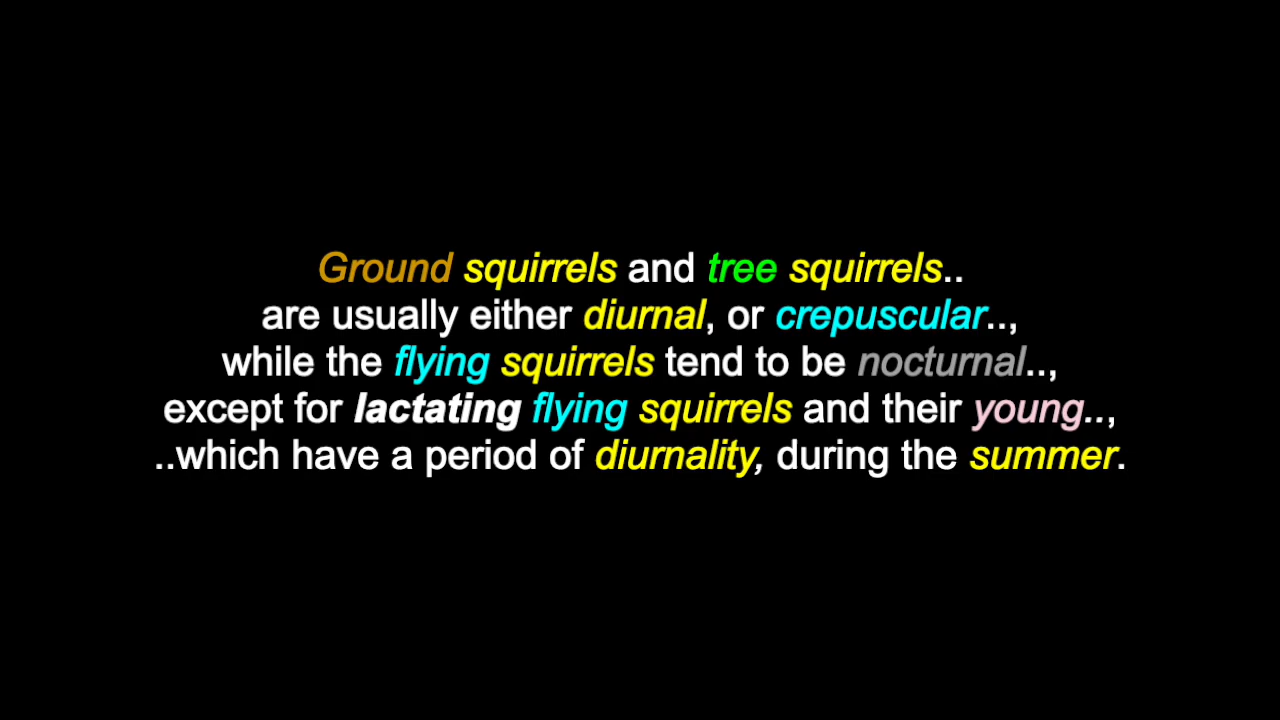 Ground squirrels and tree squirrels..
are usually either diurnal, or crepuscular..,
while the flying squirrels tend to be nocturnal..,
except for lactating flying squirrels and their young..,
..which have a period of diurnality, during the summer.